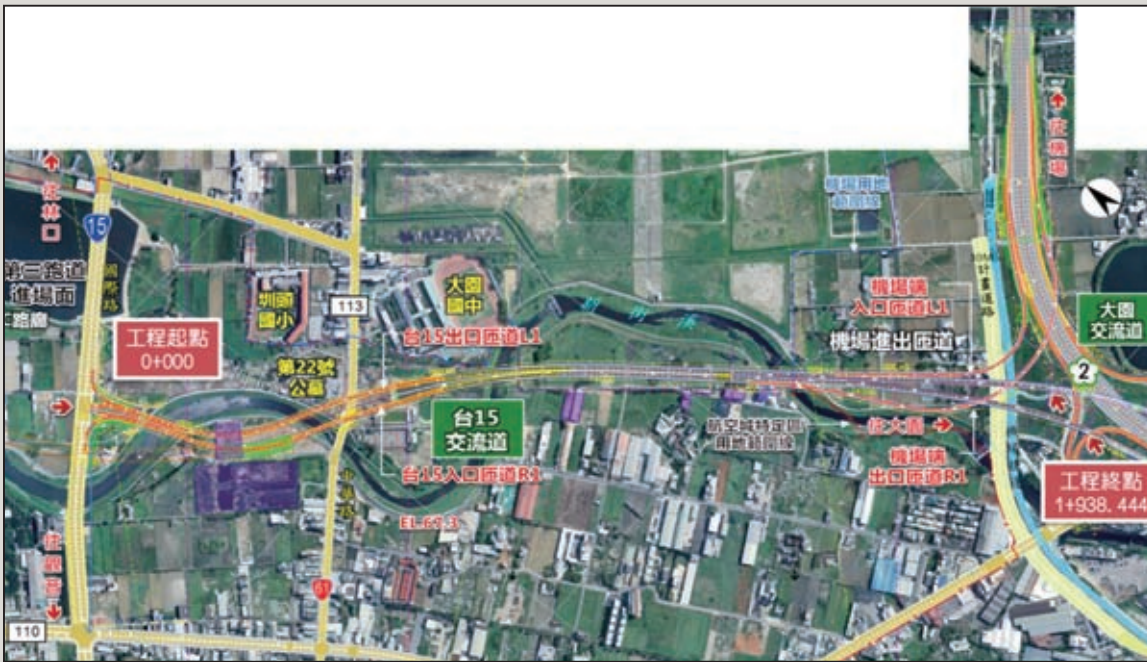 往機場
往林口
15
國際路
第三跑道
進場面
工程起點
0+000
圳頭
國小
113
大園
國中
台15出口匝道L1
第22號
公墓
台15
交流道
台15入口匝道R1
EL.67.3
61
往觀音
110
機場用地
範圍線
機場端
入口匝道L1
機場進出匝道
大園
交流道
2
航空城特定區
用地範圍線
往大園
機場端
出口匝道R1
工程終點
1+938.444